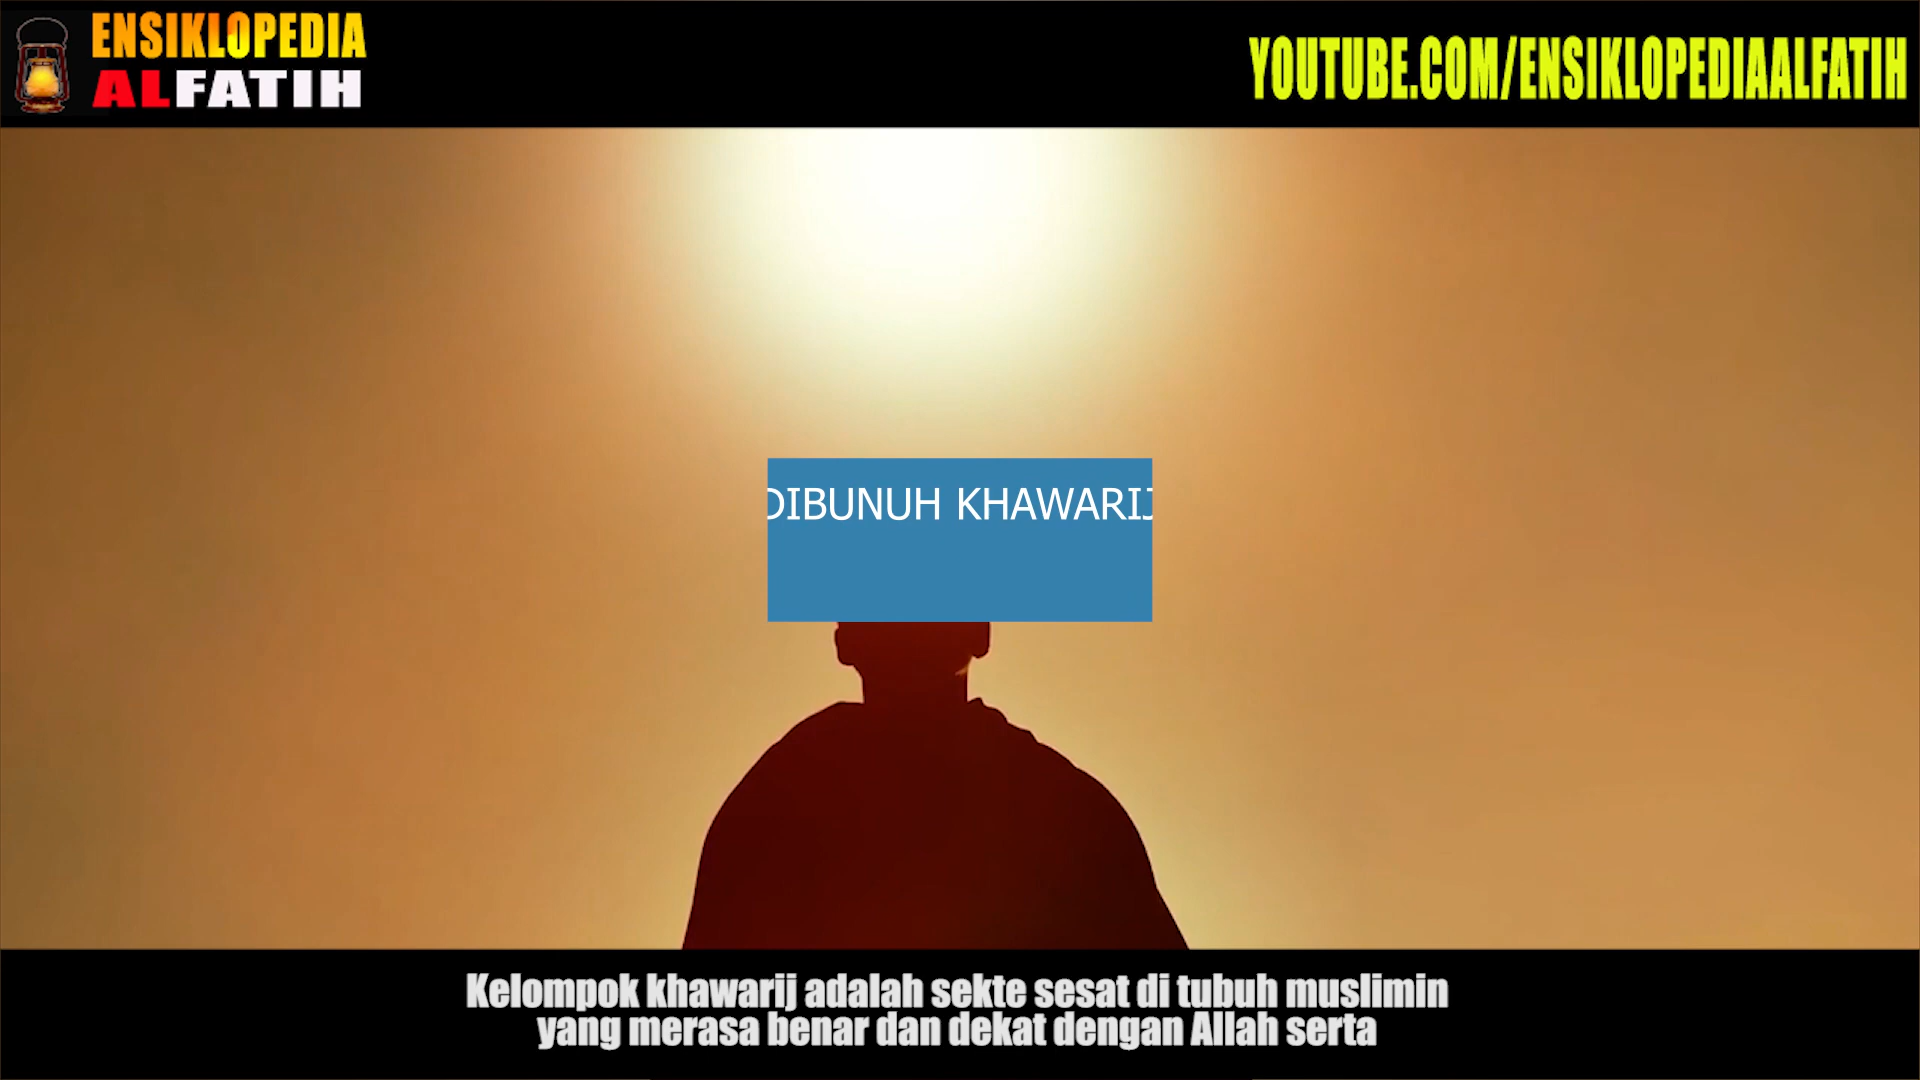 ENSIKLOPEDIA
ALFATIH
YOUTUBE.COM/ENSIKLOPEDIAALFATIH
DIBUNUH KHAWARIJ
Kelompok khawarij adalah sekte sesat di tubuh muslimin
yang merasa benar dan dekat dengan Allah serta